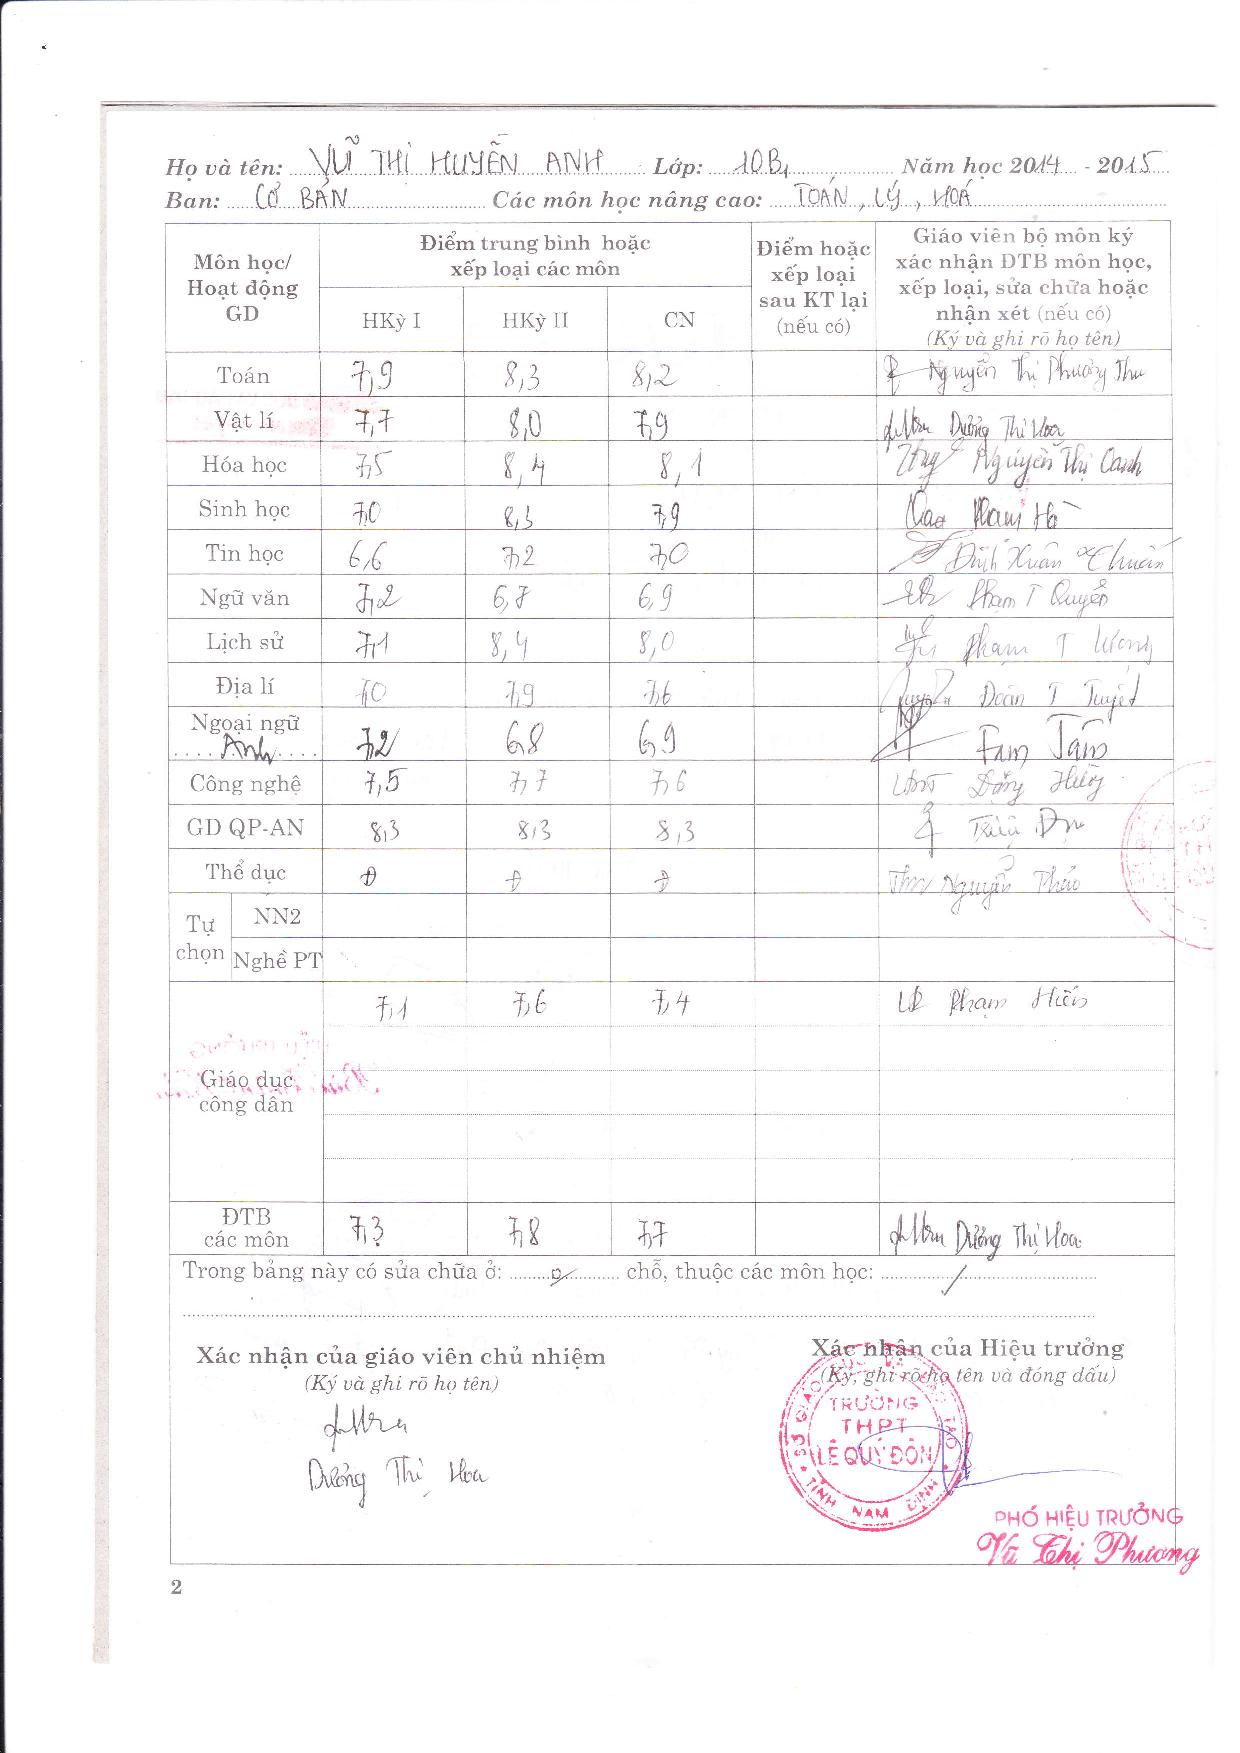 Họ và tên: VŨ THỊ HUYỀN ANH Lớp: 10B1 Năm học 2014 - 2015
Ban: CƠ BẢN Các môn học nâng cao: TOÁN, LÝ, HOÁ
Môn học/ Hoạt động GD
Điểm trung bình hoặc xếp loại các môn
HKỳ I HKỳ II CN
Điểm hoặc xếp loại sau KT lại (nếu có)
Giáo viên bộ môn ký xác nhận ĐTB môn học, xếp loại, sửa chữa hoặc nhận xét (nếu có)
(Ký và ghi rõ họ tên)
Toán 7,9 8,3 8,2 Nguyễn Thị Phương Thu
Vật lí 7,7 8,0 7,9 Dương Thị Hoa
Hóa học 7,5 8,4 8,1 Nguyễn Thị Oanh
Sinh học 7,0 8,3 7,9
Tin học 6,6 7,2 7,0 Đinh Xuân Chuẩn
Ngữ văn 7,2 6,7 6,9 Phạm T Quyên
Lịch sử 7,1 8,4 8,0 Phạm T Lương
Địa lí 7,0 7,9 7,6 Đoàn T Tuyết
Ngoại ngữ
Anh 7,2 6,8 6,9 Fam Tâm
Công nghệ 7,5 7,7 7,6 Đặng Hương
GD QP-AN 8,3 8,3 8,3
Thể dục Đ Đ Đ Nguyễn Thảo
Tự chọn NN2
Nghề PT
Giáo dục công dân 7,1 7,6 7,4 Phạm Hiến
ĐTB các môn 7,3 7,8 7,7 Dương Thị Hoa
Trong bảng này có sửa chữa ở: 0 chỗ, thuộc các môn học: /
Xác nhận của giáo viên chủ nhiệm
(Ký và ghi rõ họ tên)
Dương Thị Hoa
Xác nhận của Hiệu trưởng
(Ký, ghi rõ họ tên và đóng dấu)
SỞ GIÁO DỤC VÀ ĐÀO TẠO
TRƯỜNG
THPT
LÊ QUÝ ĐÔN
TỈNH NAM ĐỊNH
PHÓ HIỆU TRƯỞNG
Vũ Thị Phương
2